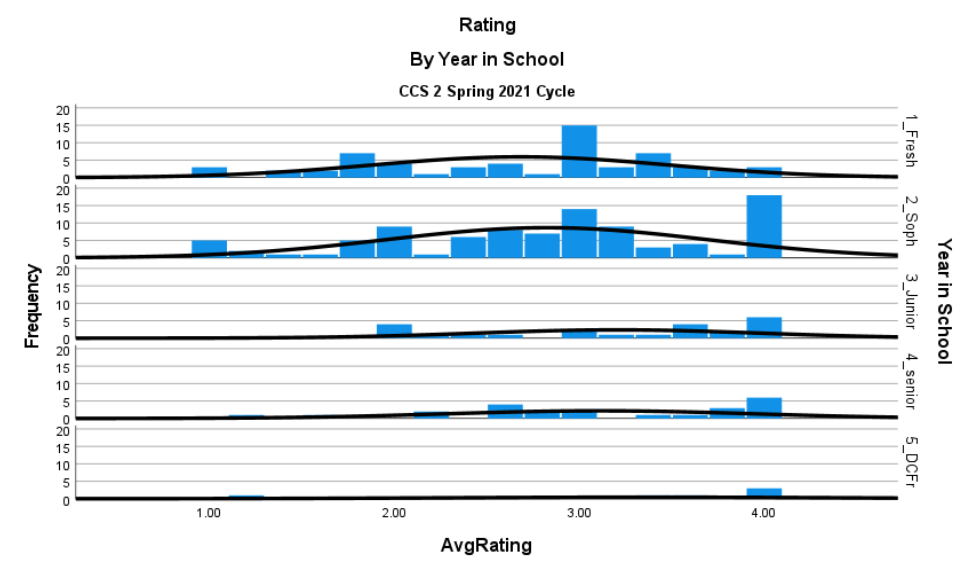 Rating
By Year in School
CCS 2 Spring 2021 Cycle
20
15
10
5
0
1_Fresh
20
15
10
5
0
2_Soph
20
15
10
5
0
3_Junior
20
15
10
5
0
4_senior
20
15
10
5
0
5_DCFr
Frequency
Year in School
1.00 2.00 3.00 4.00
AvgRating